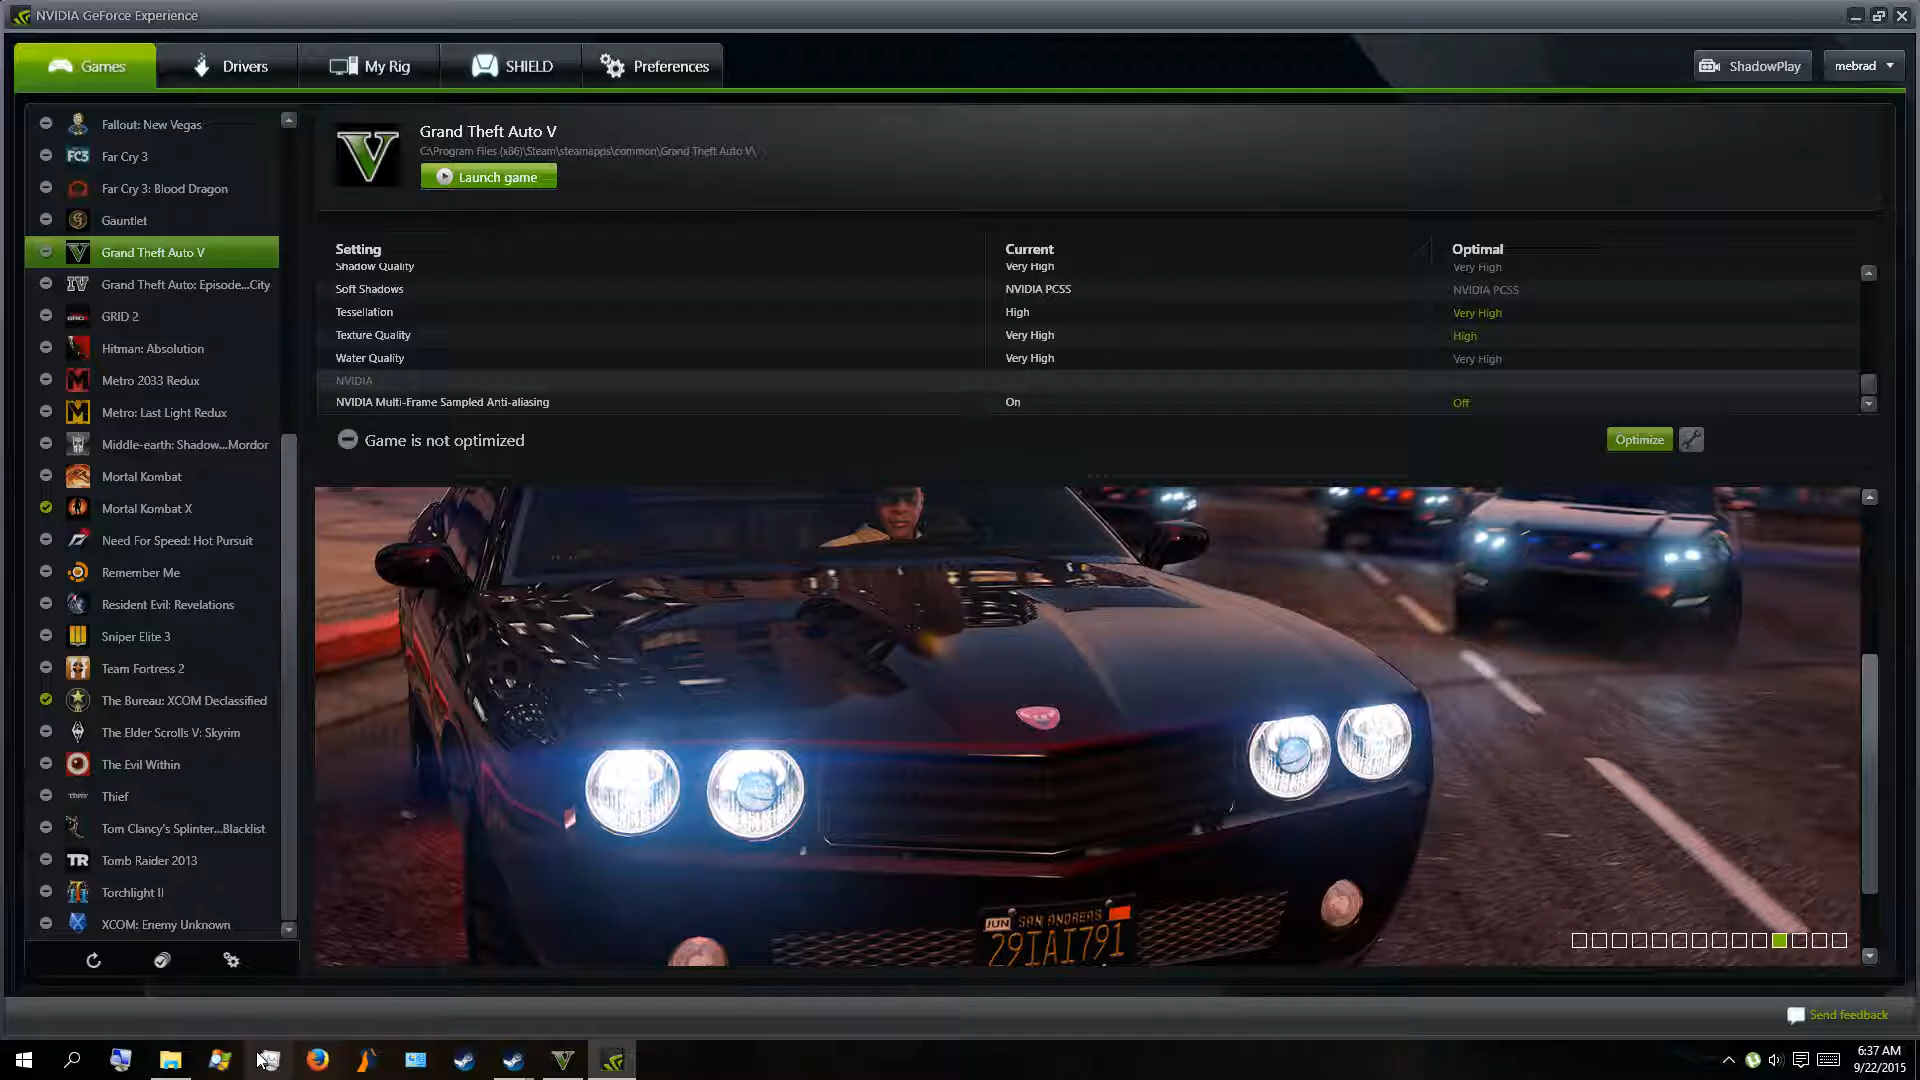 NVIDIA GeForce Experience
Games
Drivers
My Rig
SHIELD
Preferences
ShadowPlay
mebrad
Fallout: New Vegas
FC3
Far Cry 3
Far Cry 3: Blood Dragon
Gauntlet
Grand Theft Auto V
IV
Grand Theft Auto: Episode...City
GRID
GRID 2
Hitman: Absolution
Metro 2033 Redux
Metro: Last Light Redux
Middle-earth: Shadow...Mordor
Mortal Kombat
Mortal Kombat X
Need For Speed: Hot Pursuit
Remember Me
Resident Evil: Revelations
Sniper Elite 3
Team Fortress 2
The Bureau: XCOM Declassified
The Elder Scrolls V: Skyrim
The Evil Within
THIEF
Thief
Tom Clancy's Splinter...Blacklist
TR
Tomb Raider 2013
Torchlight II
XCOM: Enemy Unknown
V
Grand Theft Auto V
C:\Program Files (x86)\Steam\steamapps\common\Grand Theft Auto V\
Launch game
Setting Current Optimal
Shadow Quality Very High Very High
Soft Shadows NVIDIA PCSS NVIDIA PCSS
Tessellation High Very High
Texture Quality Very High High
Water Quality Very High Very High
NVIDIA
NVIDIA Multi-Frame Sampled Anti-aliasing On Off
Game is not optimized
Optimize
JUN SAN ANDREAS
29IAI791
Send feedback
6:37 AM
9/22/2015